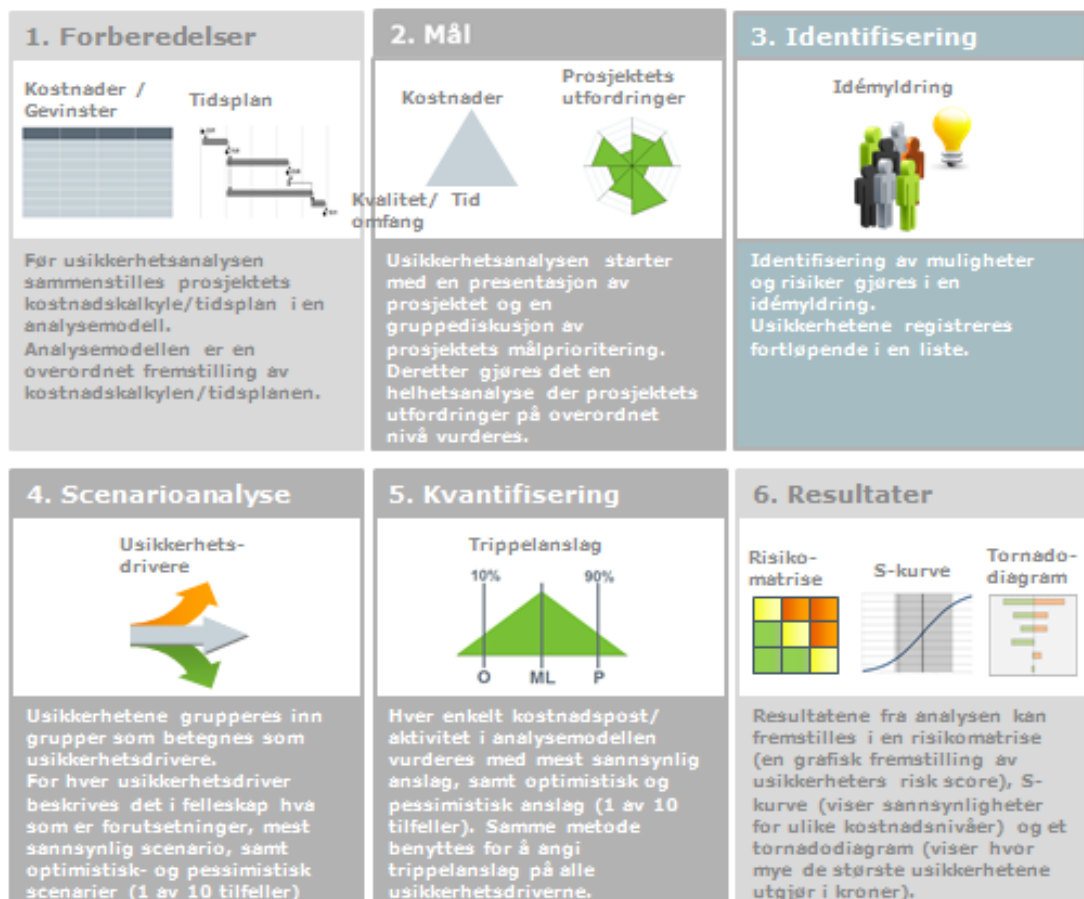 1. Forberedelser
Kostnader /
Gevinster
Tidsplan
Før usikkerhetsanalysen
sammenstilles prosjektets
kostnadskalkyle/tidsplan i en
analysemodell.
Analysemodellen er en
overordnet fremstilling av
kostnadskalkylen/tidsplanen.
2. Mål
Kostnader
Prosjektets
utfordringer
Kvalitet/ Tid
omfang
Usikkerhetsanalysen starter
med en presentasjon av
prosjektet og en
gruppediskusjon av
prosjektets målprioritering.
Deretter gjøres det en
helhetsanalyse der prosjektets
utfordringer på overordnet
nivå vurderes.
3. Identifisering
Idémyldring
Identifisering av muligheter
og risiker gjøres i en
idémyldring.
Usikkerhetene registreres
fortløpende i en liste.
4. Scenarioanalyse
Usikkerhets-
drivere
Usikkerhetene grupperes inn
grupper som betegnes som
usikkerhetsdrivere.
For hver usikkerhetsdriver
beskrives det i felleskap hva
som er forutsetninger, mest
sannsynlig scenario, samt
optimistisk- og pessimistisk
scenarier (1 av 10 tilfeller)
5. Kvantifisering
Trippelanslag
10% 90%
O ML P
Hver enkelt kostnadspost/
aktivitet i analysemodellen
vurderes med mest sannsynlig
anslag, samt optimistisk og
pessimistisk anslag (1 av 10
tilfeller). Samme metode
benyttes for å angi
trippelanslag på alle
usikkerhetsdriverne.
6. Resultater
Risiko-
matrise
S-kurve
Tornado-
diagram
Resultatene fra analysen kan
fremstilles i en risikomatrise
(en grafisk fremstilling av
usikkerheters risk score), S-
kurve (viser sannsynligheter
for ulike kostnadsnivåer) og et
tornadodiagram (viser hvor
mye de største usikkerhetene
utgjør i kroner).